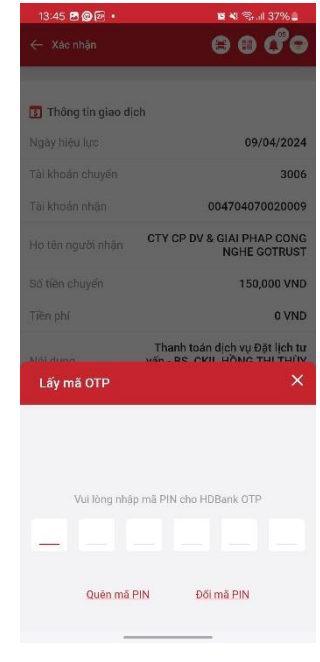 13:45
37%
Xác nhận
05
Thông tin giao dịch
Ngày hiệu lực 09/04/2024
Tài khoản chuyển 3006
Tài khoản nhận 004704070020009
Họ tên người nhận CTY CP DV & GIAI PHAP CONG
NGHE GOTRUST
Số tiền chuyển 150,000 VND
Tiền phí 0 VND
Thanh toán dịch vụ Đặt lịch tư
Nội dung vấn - BS. CKII. HỒNG THỊ THÙY
Lấy mã OTP
Vui lòng nhập mã PIN cho HDBank OTP
Quên mã PIN Đổi mã PIN